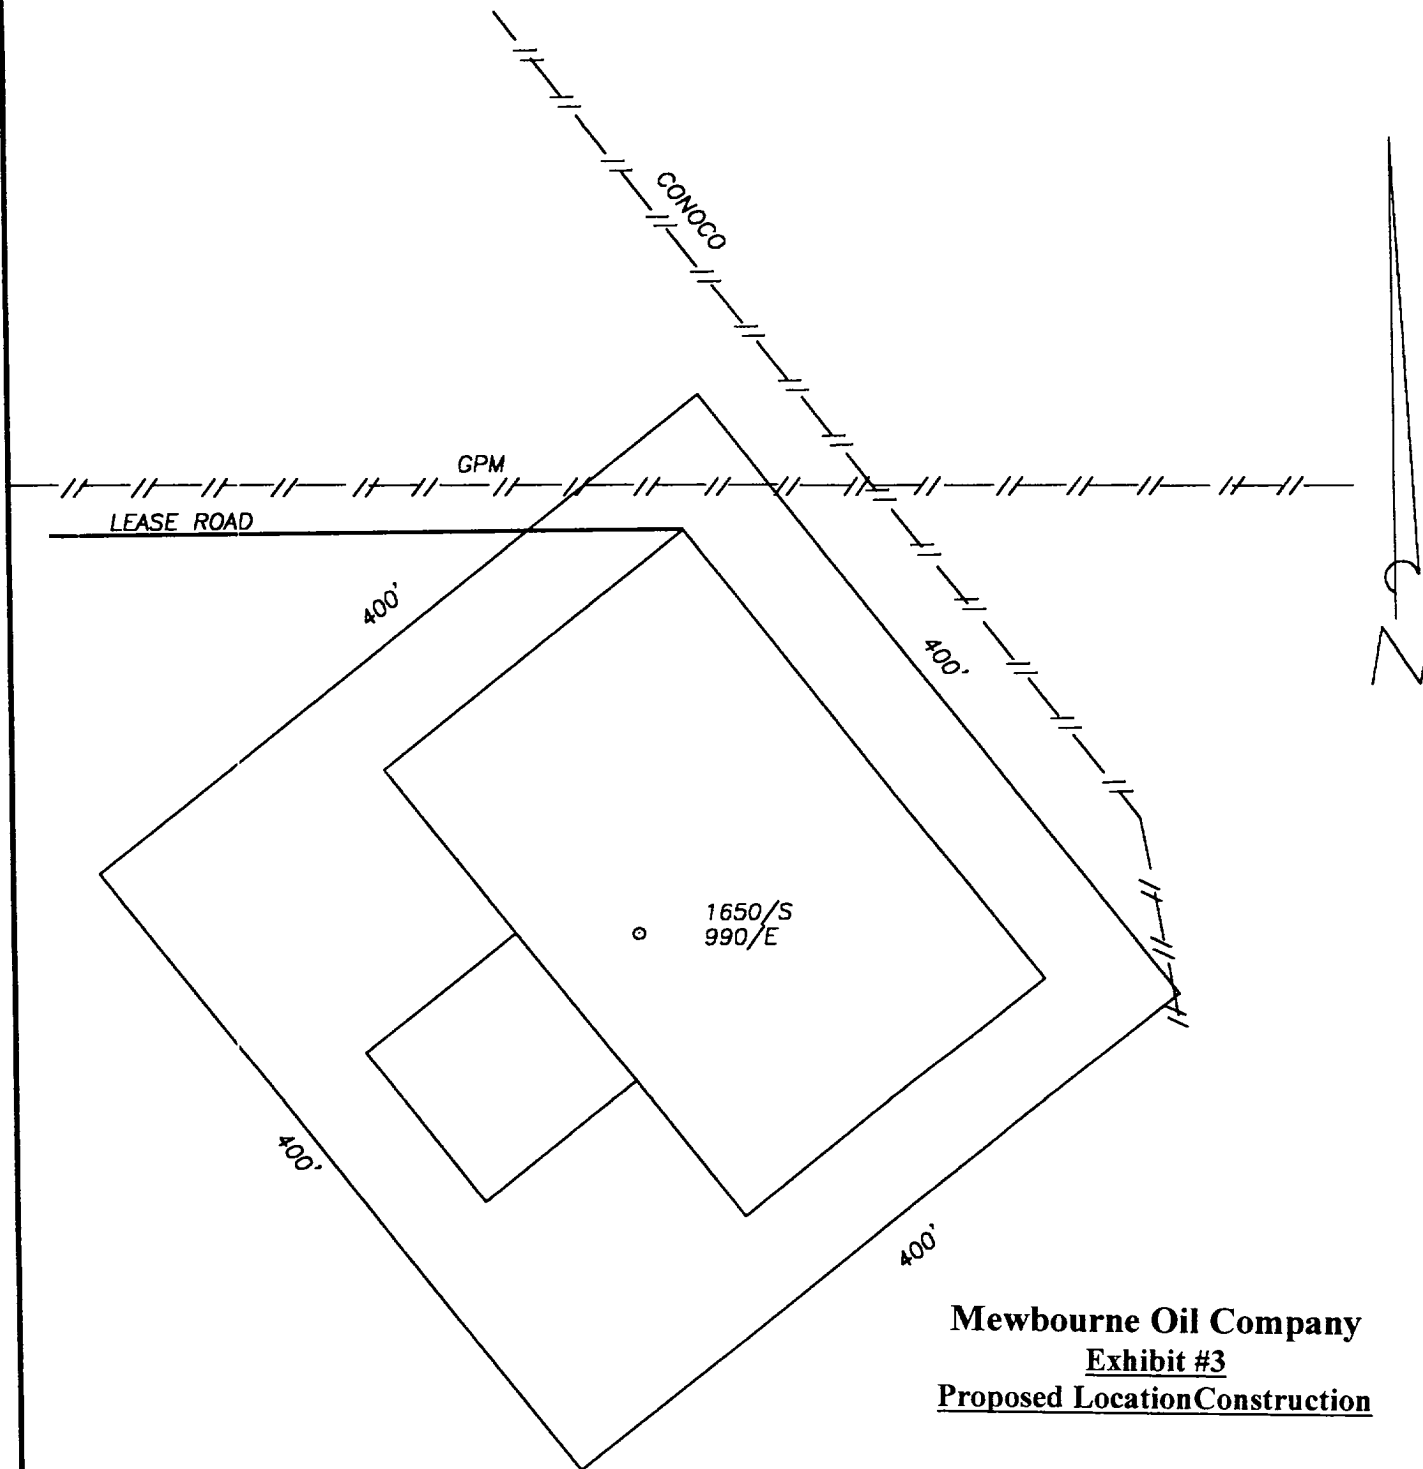 CONOCO
GPM
LEASE ROAD
400'
400'
N
1650/S
990/E
400'
400'
Mewbourne Oil Company
Exhibit #3
Proposed LocationConstruction